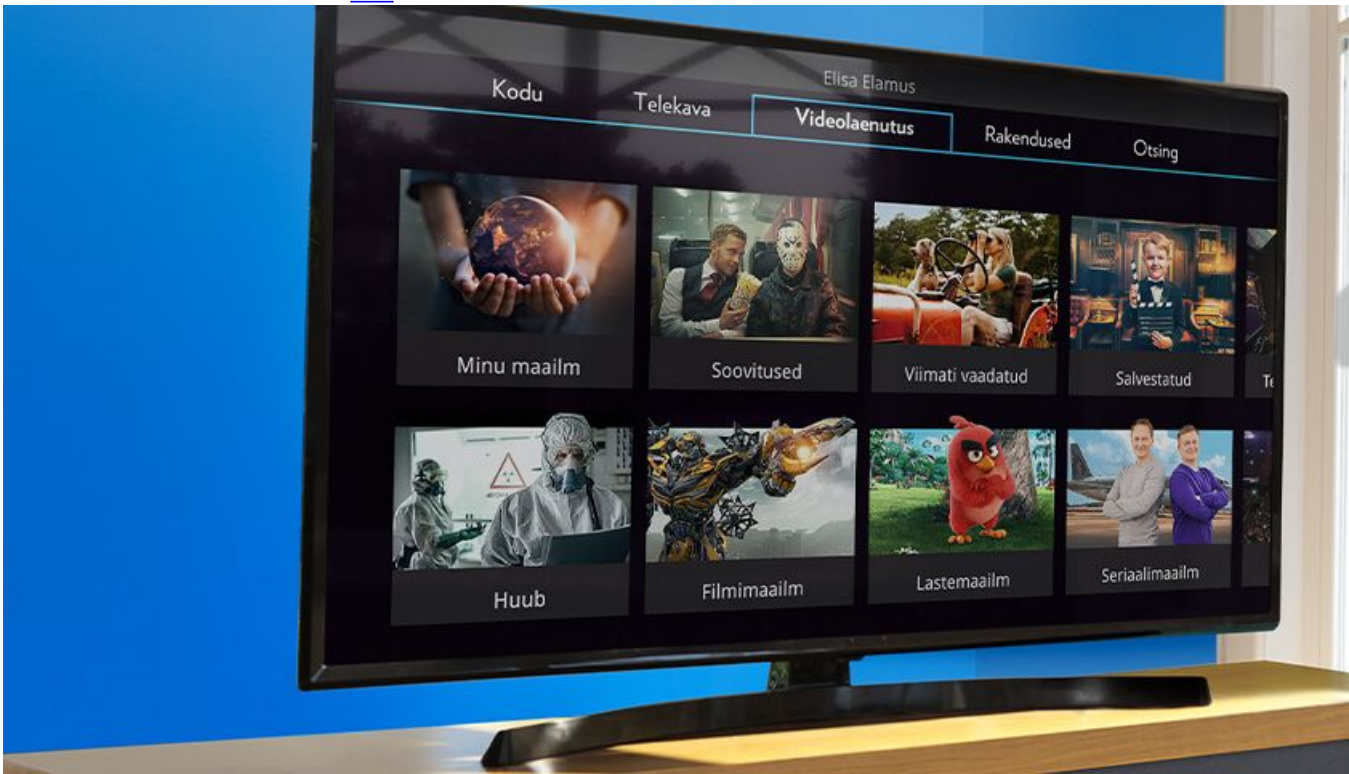 Elisa Elamus
Kodu
Telekava
Videolaenutus
Rakendused
Otsing
Minu maailm
Soovitused
Viimati vaadatud
Salvestatud
Huub
Filmimaailm
Lastemaailm
Seriaalimaailm